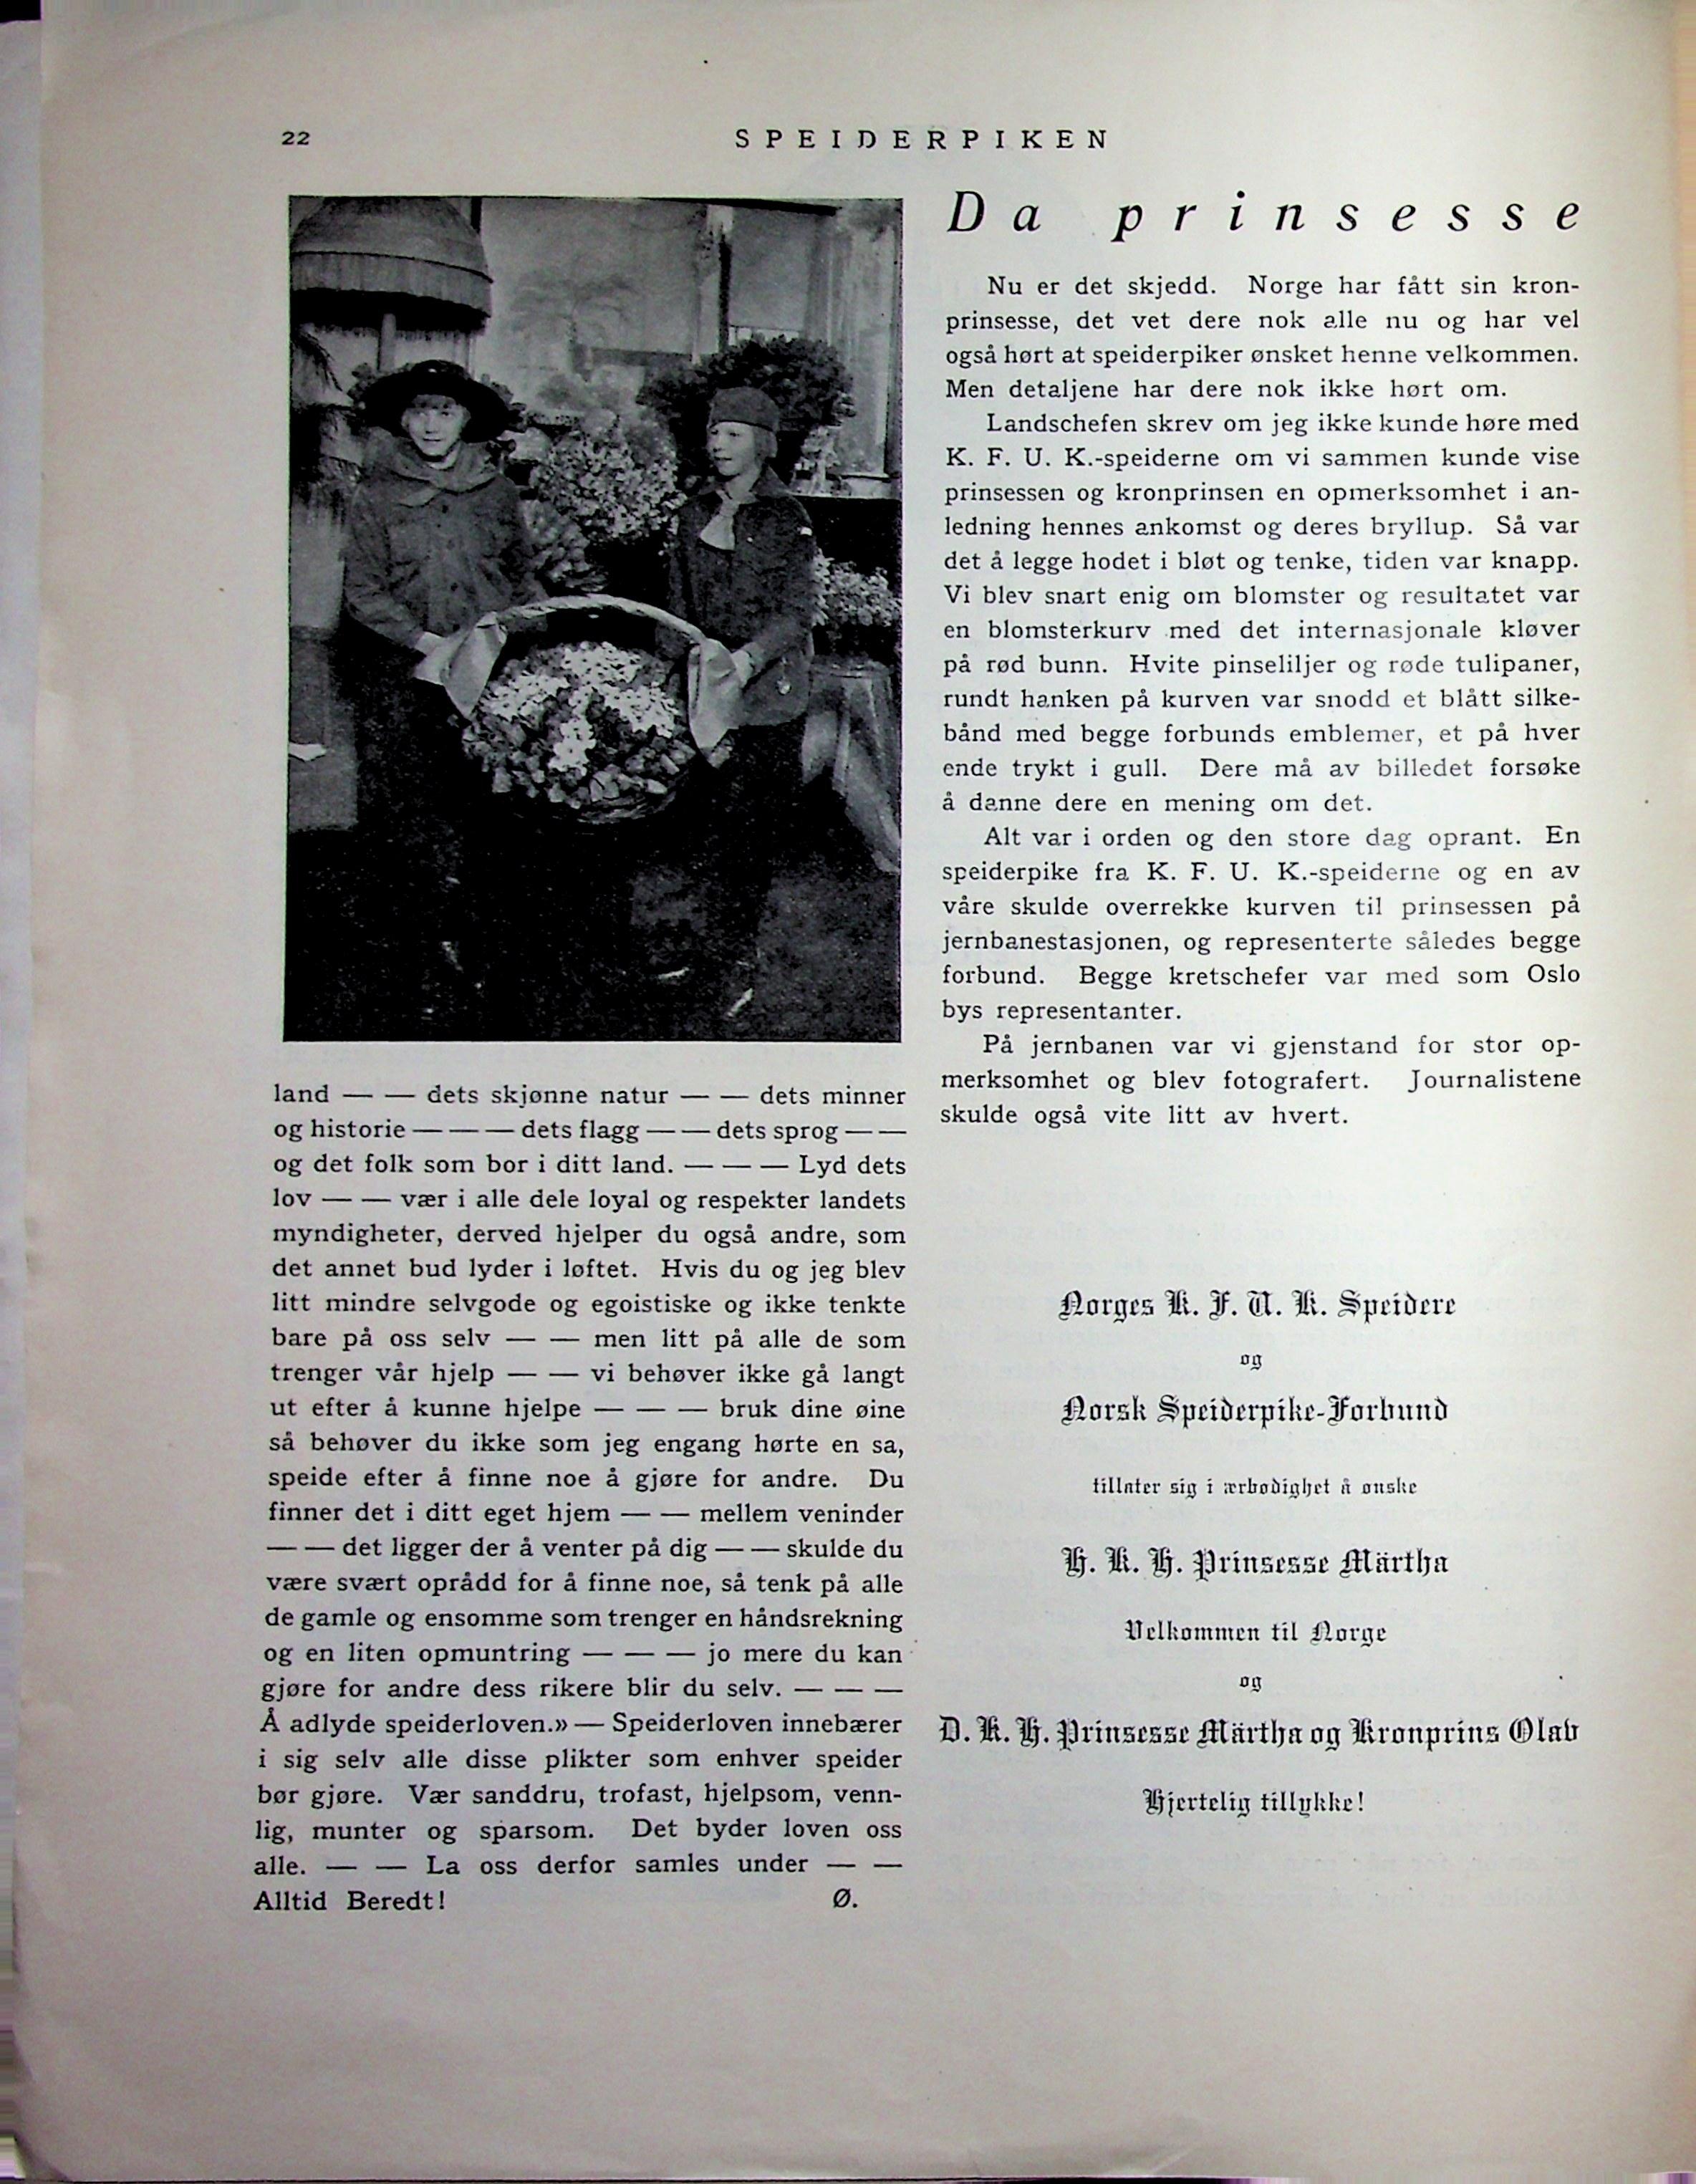 22
SPEIDERPIKEN
land — — dets skjønne natur — — dets minner
og historie — — — dets flagg — — dets sprog — —
og det folk som bor i ditt land. — — — Lyd dets
lov — — vær i alle dele loyal og respekter landets
myndigheter, derved hjelper du også andre, som
det annet bud lyder i løftet. Hvis du og jeg blev
litt mindre selvgode og egoistiske og ikke tenkte
bare på oss selv — — men litt på alle de som
trenger vår hjelp — — vi behøver ikke gå langt
ut efter å kunne hjelpe — — — bruk dine øine
så behøver du ikke som jeg engang hørte en sa,
speide efter å finne noe å gjøre for andre. Du
finner det i ditt eget hjem — — mellem veninder
— — det ligger der å venter på dig — — skulde du
være svært oprådd for å finne noe, så tenk på alle
de gamle og ensomme som trenger en håndsrekning
og en liten opmuntring — — — jo mere du kan
gjøre for andre dess rikere blir du selv. — — —
Å adlyde speiderloven.» — Speiderloven innebærer
i sig selv alle disse plikter som enhver speider
bør gjøre. Vær sanddru, trofast, hjelpsom, venn-
lig, munter og sparsom. Det byder loven oss
alle. — — La oss derfor samles under — —
Alltid Beredt! Ø.
Da prinsesse
Nu er det skjedd. Norge har fått sin kron-
prinsesse, det vet dere nok alle nu og har vel
også hørt at speiderpiker ønsket henne velkommen.
Men detaljene har dere nok ikke hørt om.
Landschefen skrev om jeg ikke kunde høre med
K. F. U. K.-speiderne om vi sammen kunde vise
prinsessen og kronprinsen en opmerksomhet i an-
ledning hennes ankomst og deres bryllup. Så var
det å legge hodet i bløt og tenke, tiden var knapp.
Vi blev snart enig om blomster og resultatet var
en blomsterkurv med det internasjonale kløver
på rød bunn. Hvite pinseliljer og røde tulipaner,
rundt hanken på kurven var snodd et blått silke-
bånd med begge forbunds emblemer, et på hver
ende trykt i gull. Dere må av billedet forsøke
å danne dere en mening om det.
Alt var i orden og den store dag oprant. En
speiderpike fra K. F. U. K.-speiderne og en av
våre skulde overrekke kurven til prinsessen på
jernbanestasjonen, og representerte således begge
forbund. Begge kretschefer var med som Oslo
bys representanter.
På jernbanen var vi gjenstand for stor op-
merksomhet og blev fotografert. Journalistene
skulde også vite litt av hvert.
Norges K. F. U. K. Speidere
og
Norsk Speiderpike-Forbund
tillater sig i ærbødighet å ønske
H. K. H. Prinsesse Märtha
Velkommen til Norge
og
D. K. H. Prinsesse Märtha og Kronprins Olav
Hjertelig tillykke!